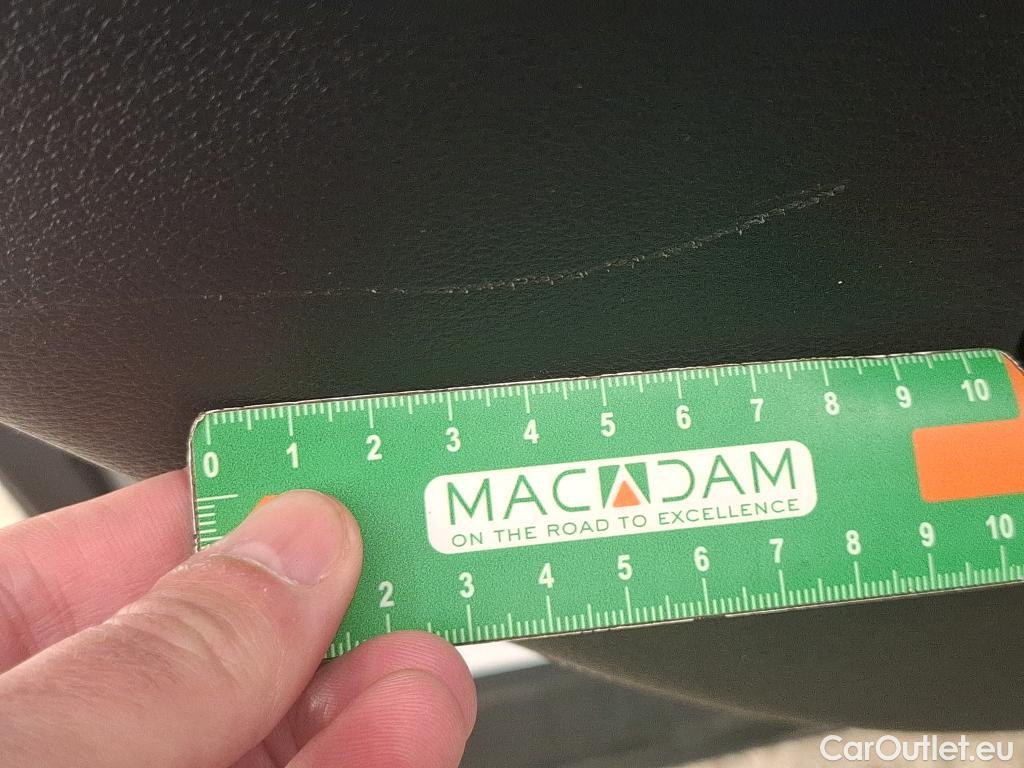 0 1 2 3 4 5 6 7 8 9 10
MACADAM
ON THE ROAD TO EXCELLENCE
2 3 4 5 6 7 8 9 10
CarOutlet.eu